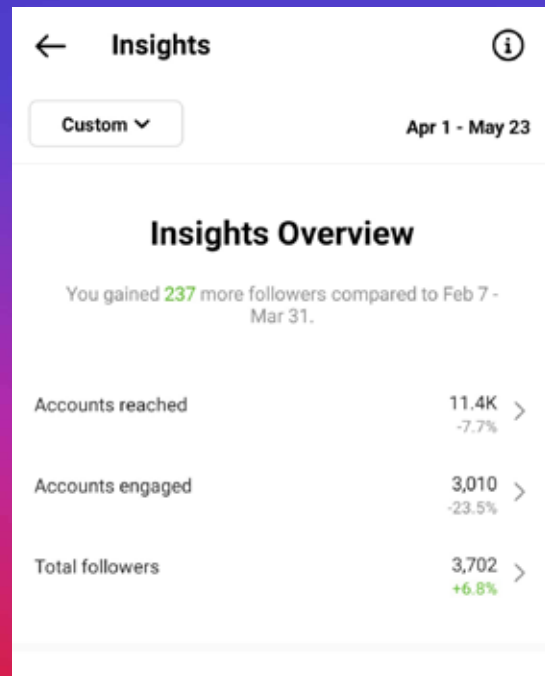 Insights
Custom
Apr 1 - May 23
Insights Overview
You gained 237 more followers compared to Feb 7 -
Mar 31.
Accounts reached
11.4K
-7.7%
Accounts engaged
3,010
-23.5%
Total followers
3,702
+6.8%